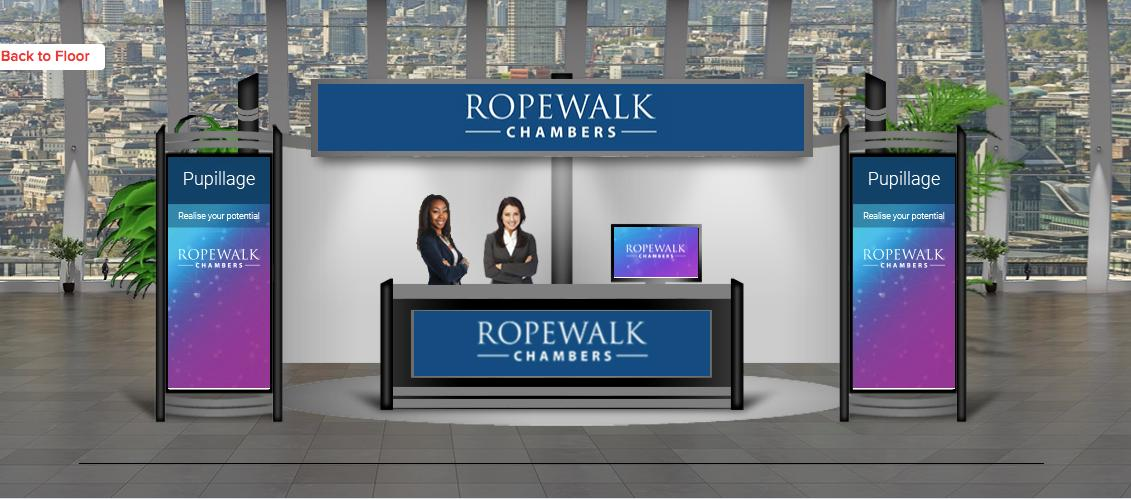 Back to Floor
ROPEWALK
CHAMBERS
Pupillage
Realise your potential
ROPEWALK
CHAMBERS
ROPEWALK
CHAMBERS
ROPEWALK
CHAMBERS
Pupillage
Realise your potential
ROPEWALK
CHAMBERS